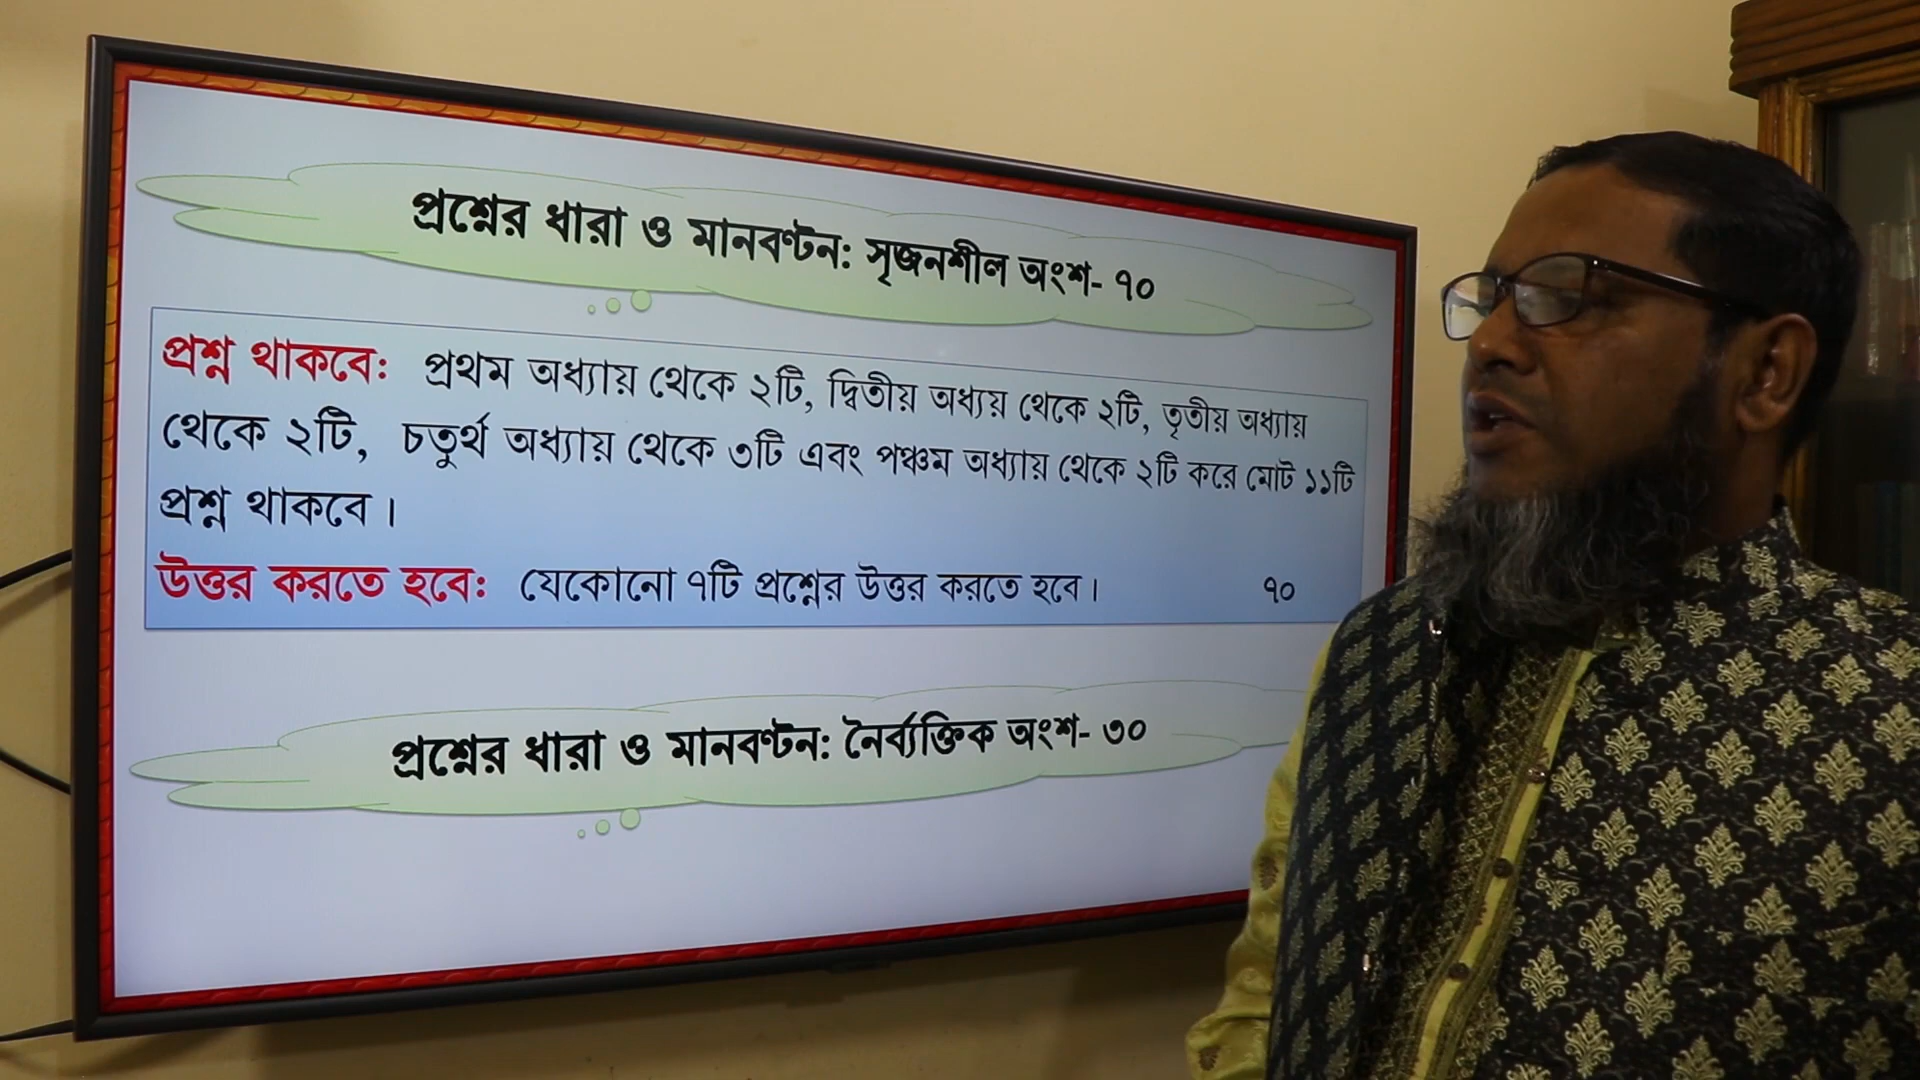 প্রশ্নের ধারা ও মানবণ্টন: সৃজনশীল অংশ- ৭০
প্রশ্ন থাকবে: প্রথম অধ্যায় থেকে ২টি, দ্বিতীয় অধ্যয় থেকে ২টি, তৃতীয় অধ্যায়
থেকে ২টি, চতুর্থ অধ্যায় থেকে ৩টি এবং পঞ্চম অধ্যায় থেকে ২টি করে মোট ১১টি
প্রশ্ন থাকবে।
উত্তর করতে হবে: যেকোনো ৭টি প্রশ্নের উত্তর করতে হবে। ৭০
প্রশ্নের ধারা ও মানবণ্টন: নৈর্ব্যক্তিক অংশ- ৩০